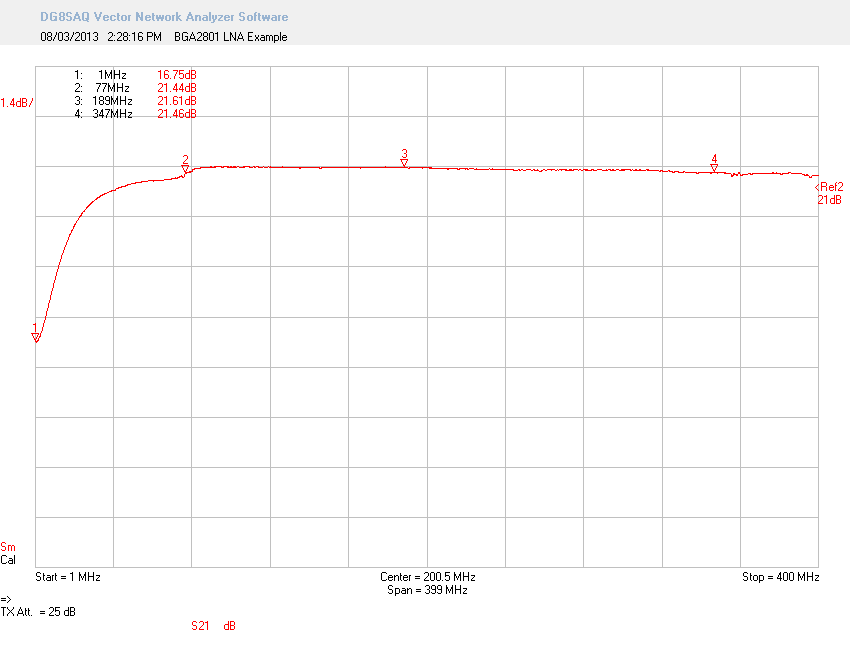 DG8SAQ Vector Network Analyzer Software
08/03/2013 2:28:16 PM BGA2801 LNA Example
1: 1MHz 16.75dB
2: 77MHz 21.44dB
3: 189MHz 21.61dB
4: 347MHz 21.46dB
1.4dB/
2
3
4
<Ref2
21dB
1
Sm
Cal
Start = 1 MHz Center = 200.5 MHz Stop = 400 MHz
Span = 399 MHz
=>
TX Att. = 25 dB
S21 dB